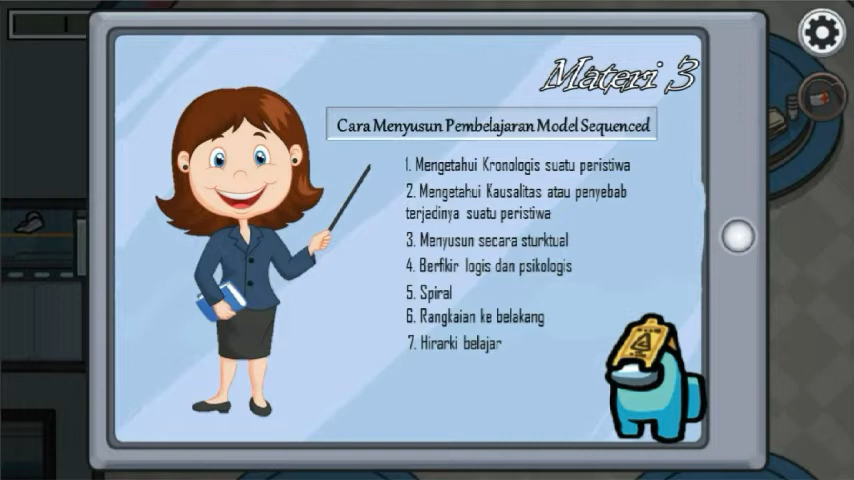 Materi 3
Cara Menyusun Pembelajaran Model Sequenced
1. Mengetahui Kronologis suatu peristiwa
2. Mengetahui Kausalitas atau penyebab
terjadinya suatu peristiwa
3. Menyusun secara sturktual
4. Berfikir logis dan psikologis
5. Spiral
6. Rangkaian ke belakang
7. Hirarki belajar